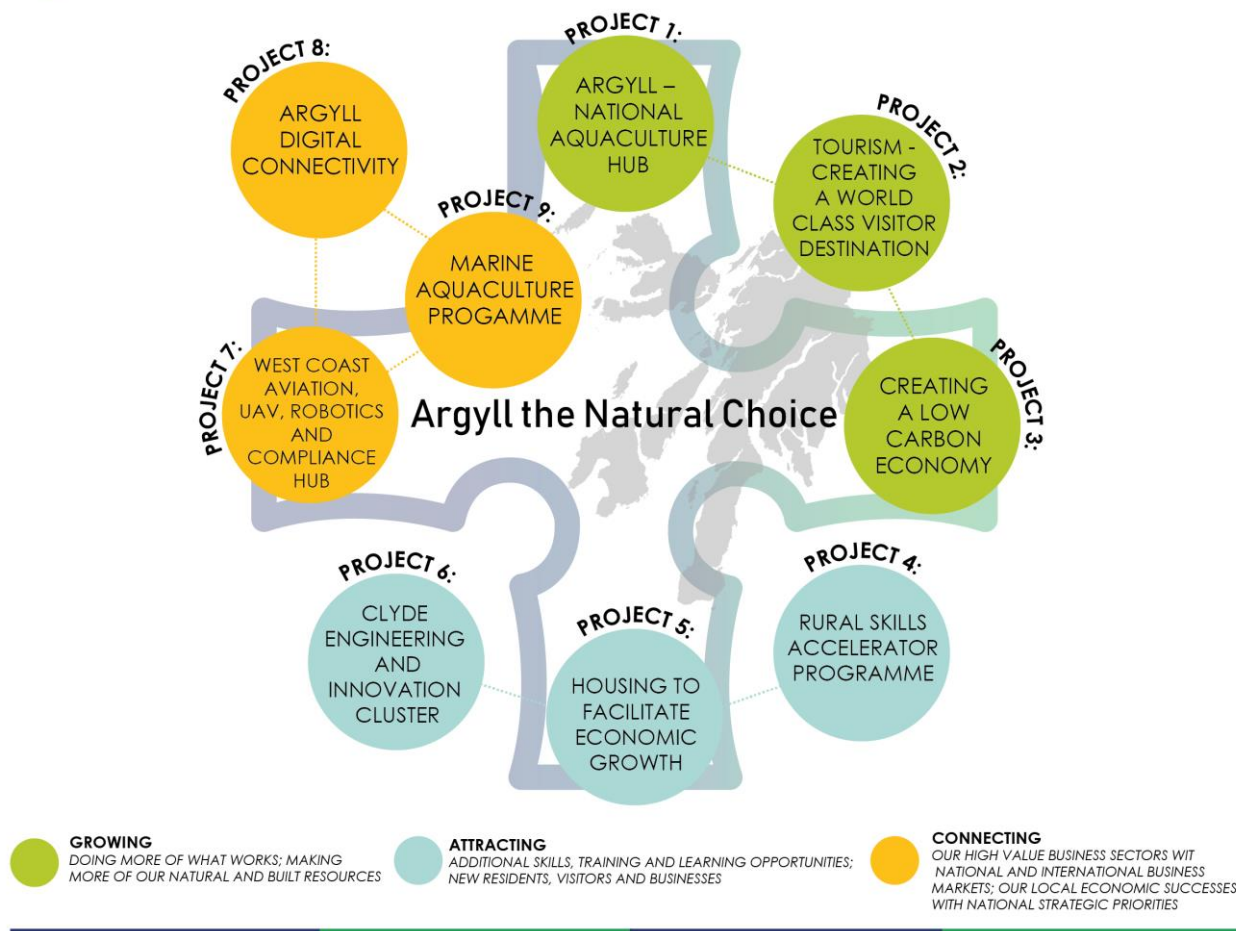 PROJECT 1:
ARGYLL –
NATIONAL
AQUACULTURE
HUB
PROJECT 2:
TOURISM -
CREATING
A WORLD
CLASS VISITOR
DESTINATION
PROJECT 3:
CREATING
A LOW
CARBON
ECONOMY
PROJECT 4:
RURAL SKILLS
ACCELERATOR
PROGRAMME
PROJECT 5:
HOUSING TO
FACILITATE
ECONOMIC
GROWTH
PROJECT 6:
CLYDE
ENGINEERING
AND
INNOVATION
CLUSTER
PROJECT 7:
WEST COAST
AVIATION,
UAV, ROBOTICS
AND
COMPLIANCE
HUB
PROJECT 8:
ARGYLL
DIGITAL
CONNECTIVITY
PROJECT 9:
MARINE
AQUACULTURE
PROGAMME
Argyll the Natural Choice
GROWING
DOING MORE OF WHAT WORKS; MAKING
MORE OF OUR NATURAL AND BUILT RESOURCES
ATTRACTING
ADDITIONAL SKILLS, TRAINING AND LEARNING OPPORTUNITIES;
NEW RESIDENTS, VISITORS AND BUSINESSES
CONNECTING
OUR HIGH VALUE BUSINESS SECTORS WIT
NATIONAL AND INTERNATIONAL BUSINESS
MARKETS; OUR LOCAL ECONOMIC SUCCESSES
WITH NATIONAL STRATEGIC PRIORITIES